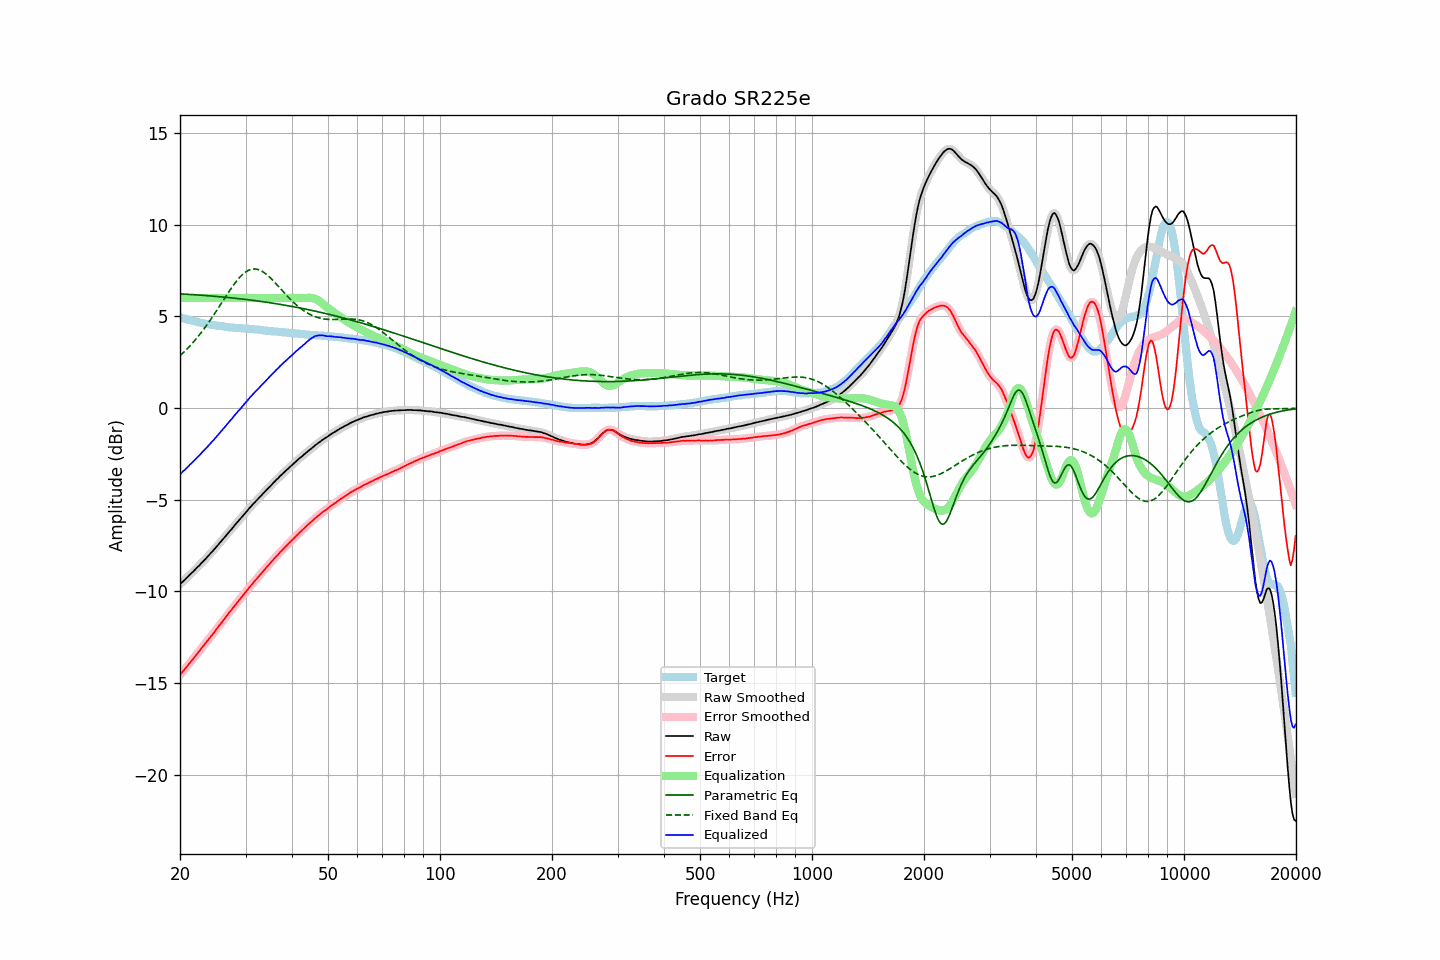 Grado SR225e
15
10
5
0
−5
−10
−15
−20
Amplitude (dBr)
20
50
100
200
500
1000
2000
5000
10000
20000
Frequency (Hz)
Target
Raw Smoothed
Error Smoothed
Raw
Error
Equalization
Parametric Eq
Fixed Band Eq
Equalized